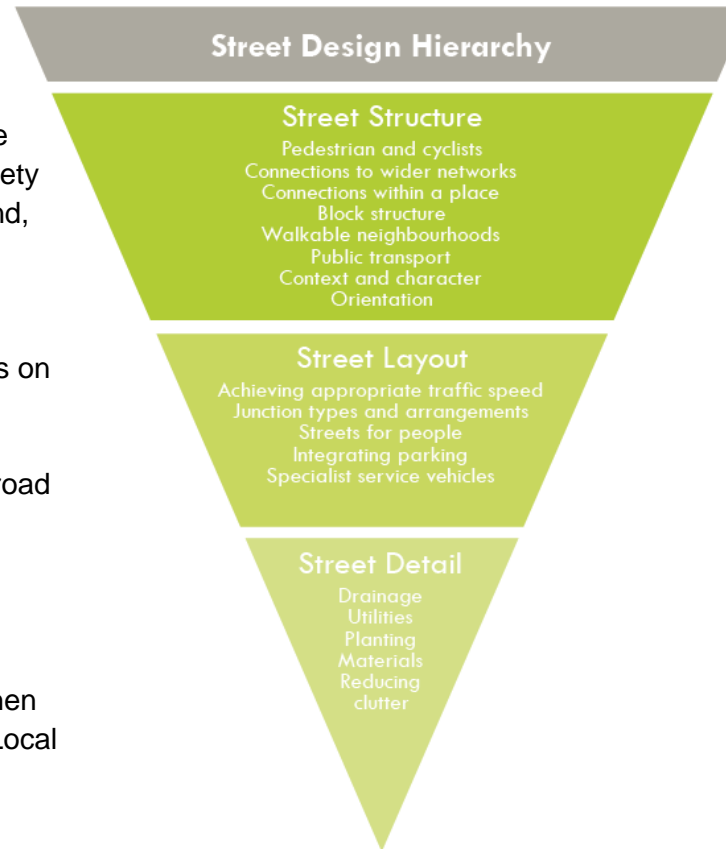 Street Design Hierarchy
e
ety
nd,
s on
road
hen
Local
Street Structure
Pedestrian and cyclists
Connections to wider networks
Connections within a place
Block structure
Walkable neighbourhoods
Public transport
Context and character
Orientation
Street Layout
Achieving appropriate traffic speed
Junction types and arrangements
Streets for people
Integrating parking
Specialist service vehicles
Street Detail
Drainage
Utilities
Planting
Materials
Reducing
clutter